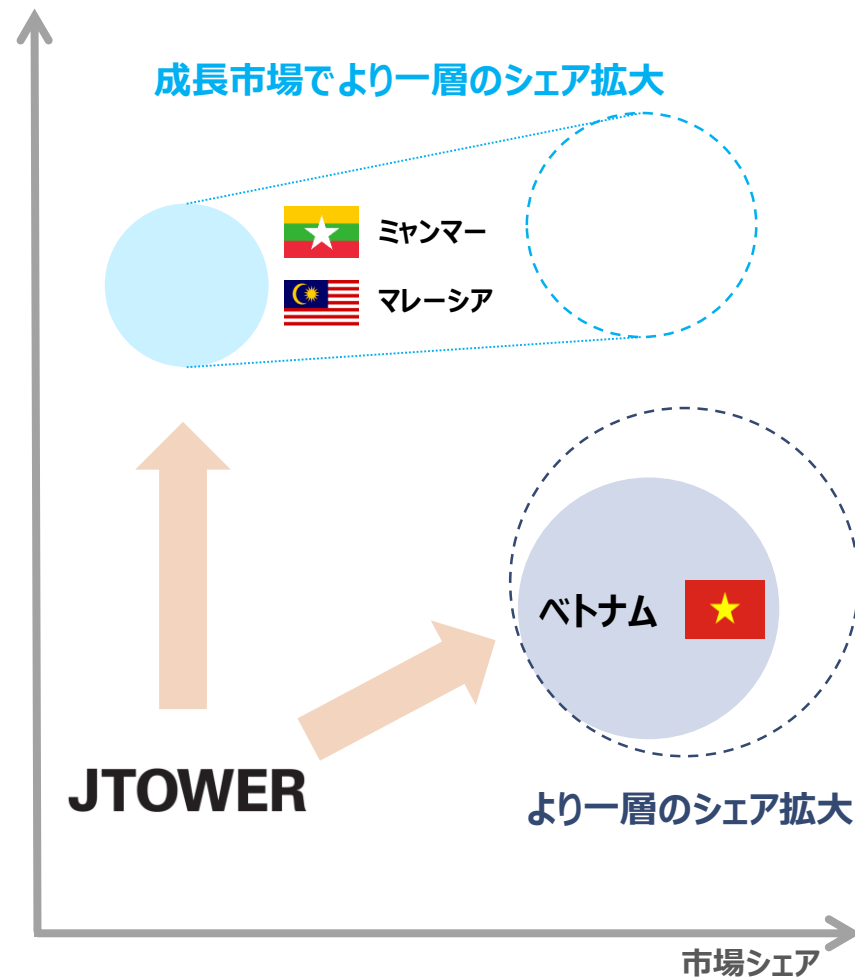 成長市場でより一層のシェア拡大
ミャンマー
マレーシア
ベトナム
JTOWER
より一層のシェア拡大
市場シェア